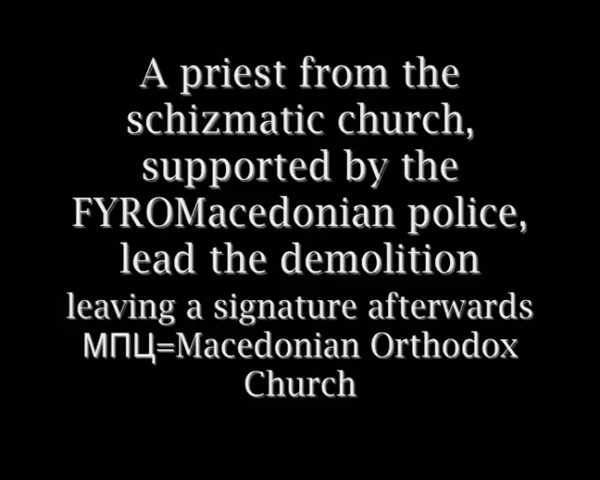 A priest from the
schizmatic church,
supported by the
FYROMacedonian police,
lead the demolition
leaving a signature afterwards
МПЦ=Macedonian Orthodox
Church